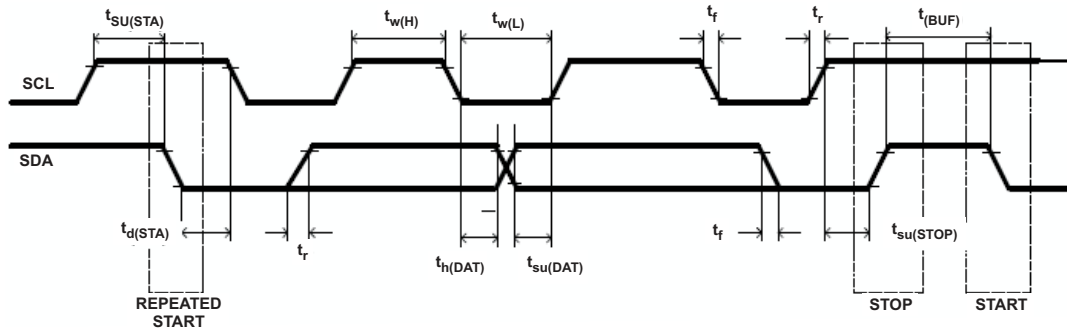 tSU(STA)
tw(H)
tw(L)
tf
tr
t(BUF)
SCL
SDA
td(STA)
tr
th(DAT)
tsu(DAT)
tf
tsu(STOP)
REPEATED
START
STOP
START